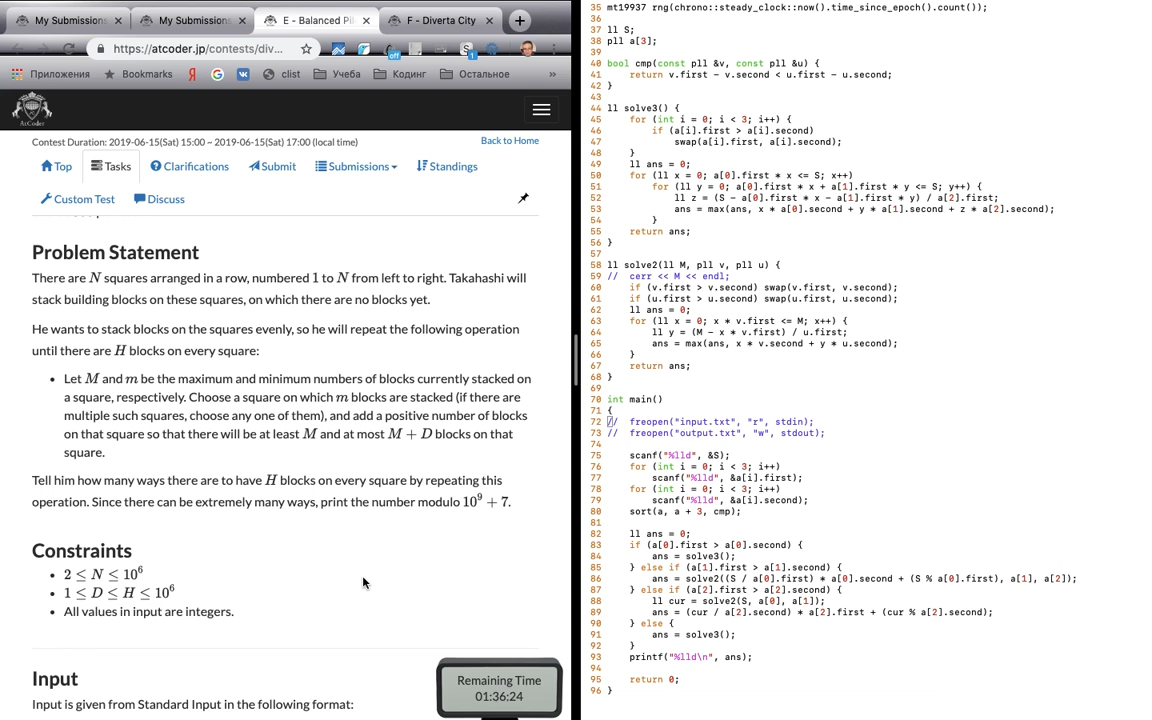 My Submissions
My Submissions
E - Balanced Pil
F - Diverta City
https://atcoder.jp/contests/div...
off
1
Приложения
Bookmarks
clist
Учеба
Кодинг
Остальное
AtCoder
Contest Duration: 2019-06-15(Sat) 15:00 ~ 2019-06-15(Sat) 17:00 (local time)
Back to Home
Top
Tasks
Clarifications
Submit
Submissions
Standings
Custom Test
Discuss
Problem Statement
There are N squares arranged in a row, numbered 1 to N from left to right. Takahashi will
stack building blocks on these squares, on which there are no blocks yet.
He wants to stack blocks on the squares evenly, so he will repeat the following operation
until there are H blocks on every square:
• Let M and m be the maximum and minimum numbers of blocks currently stacked on
a square, respectively. Choose a square on which m blocks are stacked (if there are
multiple such squares, choose any one of them), and add a positive number of blocks
on that square so that there will be at least M and at most M + D blocks on that
square.
Tell him how many ways there are to have H blocks on every square by repeating this
operation. Since there can be extremely many ways, print the number modulo 10^9 + 7.
Constraints
• 2 ≤ N ≤ 10^6
• 1 ≤ D ≤ H ≤ 10^6
• All values in input are integers.
Input
Input is given from Standard Input in the following format:
Remaining Time
01:36:24
35 mt19937 rng(chrono::steady_clock::now().time_since_epoch().count());
36
37 ll S;
38 pll a[3];
39
40 bool cmp(const pll &v, const pll &u) {
41     return v.first - v.second < u.first - u.second;
42 }
43
44 ll solve3() {
45     for (int i = 0; i < 3; i++) {
46         if (a[i].first > a[i].second)
47             swap(a[i].first, a[i].second);
48     }
49     ll ans = 0;
50     for (ll x = 0; a[0].first * x <= S; x++)
51         for (ll y = 0; a[0].first * x + a[1].first * y <= S; y++) {
52             ll z = (S - a[0].first * x - a[1].first * y) / a[2].first;
53             ans = max(ans, x * a[0].second + y * a[1].second + z * a[2].second);
54         }
55     return ans;
56 }
57
58 ll solve2(ll M, pll v, pll u) {
59 //  cerr << M << endl;
60     if (v.first > v.second) swap(v.first, v.second);
61     if (u.first > u.second) swap(u.first, u.second);
62     ll ans = 0;
63     for (ll x = 0; x * v.first <= M; x++) {
64         ll y = (M - x * v.first) / u.first;
65         ans = max(ans, x * v.second + y * u.second);
66     }
67     return ans;
68 }
69
70 int main()
71 {
72 //  freopen("input.txt", "r", stdin);
73 //  freopen("output.txt", "w", stdout);
74
75     scanf("%lld", &S);
76     for (int i = 0; i < 3; i++)
77         scanf("%lld", &a[i].first);
78     for (int i = 0; i < 3; i++)
79         scanf("%lld", &a[i].second);
80     sort(a, a + 3, cmp);
81
82     ll ans = 0;
83     if (a[0].first > a[0].second) {
84         ans = solve3();
85     } else if (a[1].first > a[1].second) {
86         ans = solve2((S / a[0].first) * a[0].second + (S % a[0].first), a[1], a[2]);
87     } else if (a[2].first > a[2].second) {
88         ll cur = solve2(S, a[0], a[1]);
89         ans = (cur / a[2].second) * a[2].first + (cur % a[2].second);
90     } else {
91         ans = solve3();
92     }
93     printf("%lld\n", ans);
94
95     return 0;
96 }